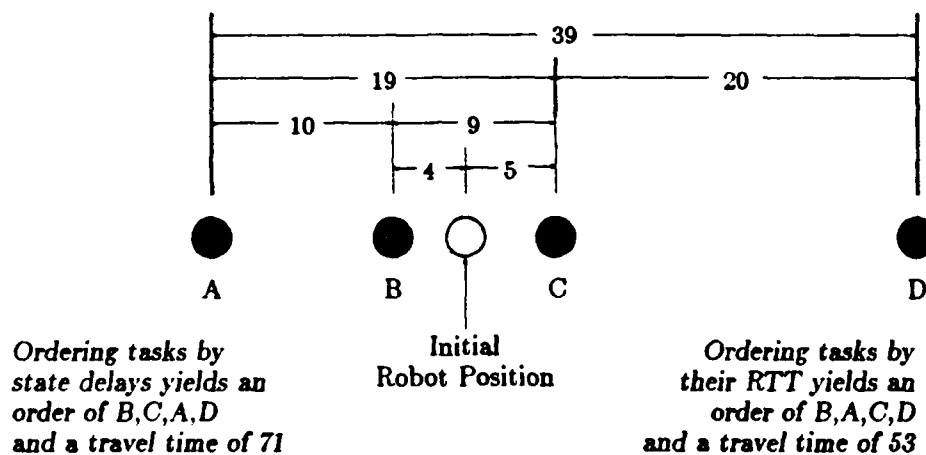 39
19 20
10 9
4 5
A B C D
Initial
Robot Position
Ordering tasks by
state delays yields an
order of B,C,A,D
and a travel time of 71
Ordering tasks by
their RTT yields an
order of B,A,C,D
and a travel time of 53